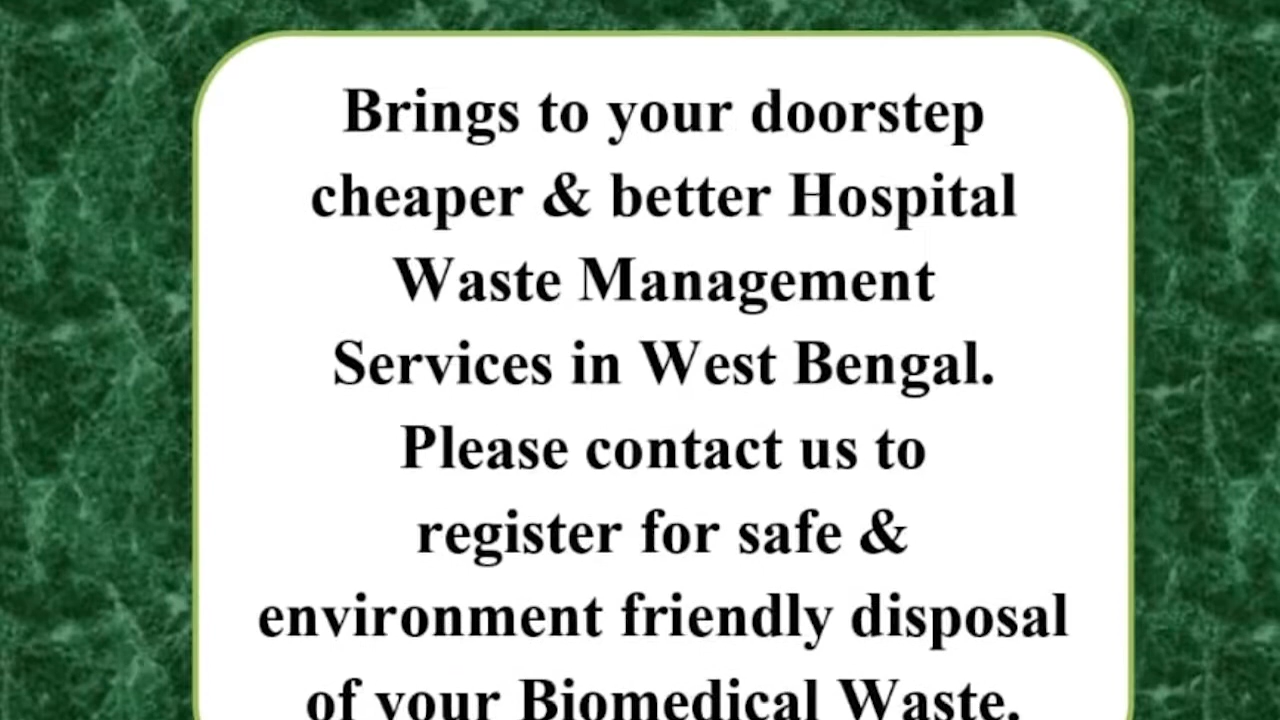 Brings to your doorstep
cheaper & better Hospital
Waste Management
Services in West Bengal.
Please contact us to
register for safe &
environment friendly disposal
of your Biomedical Waste.